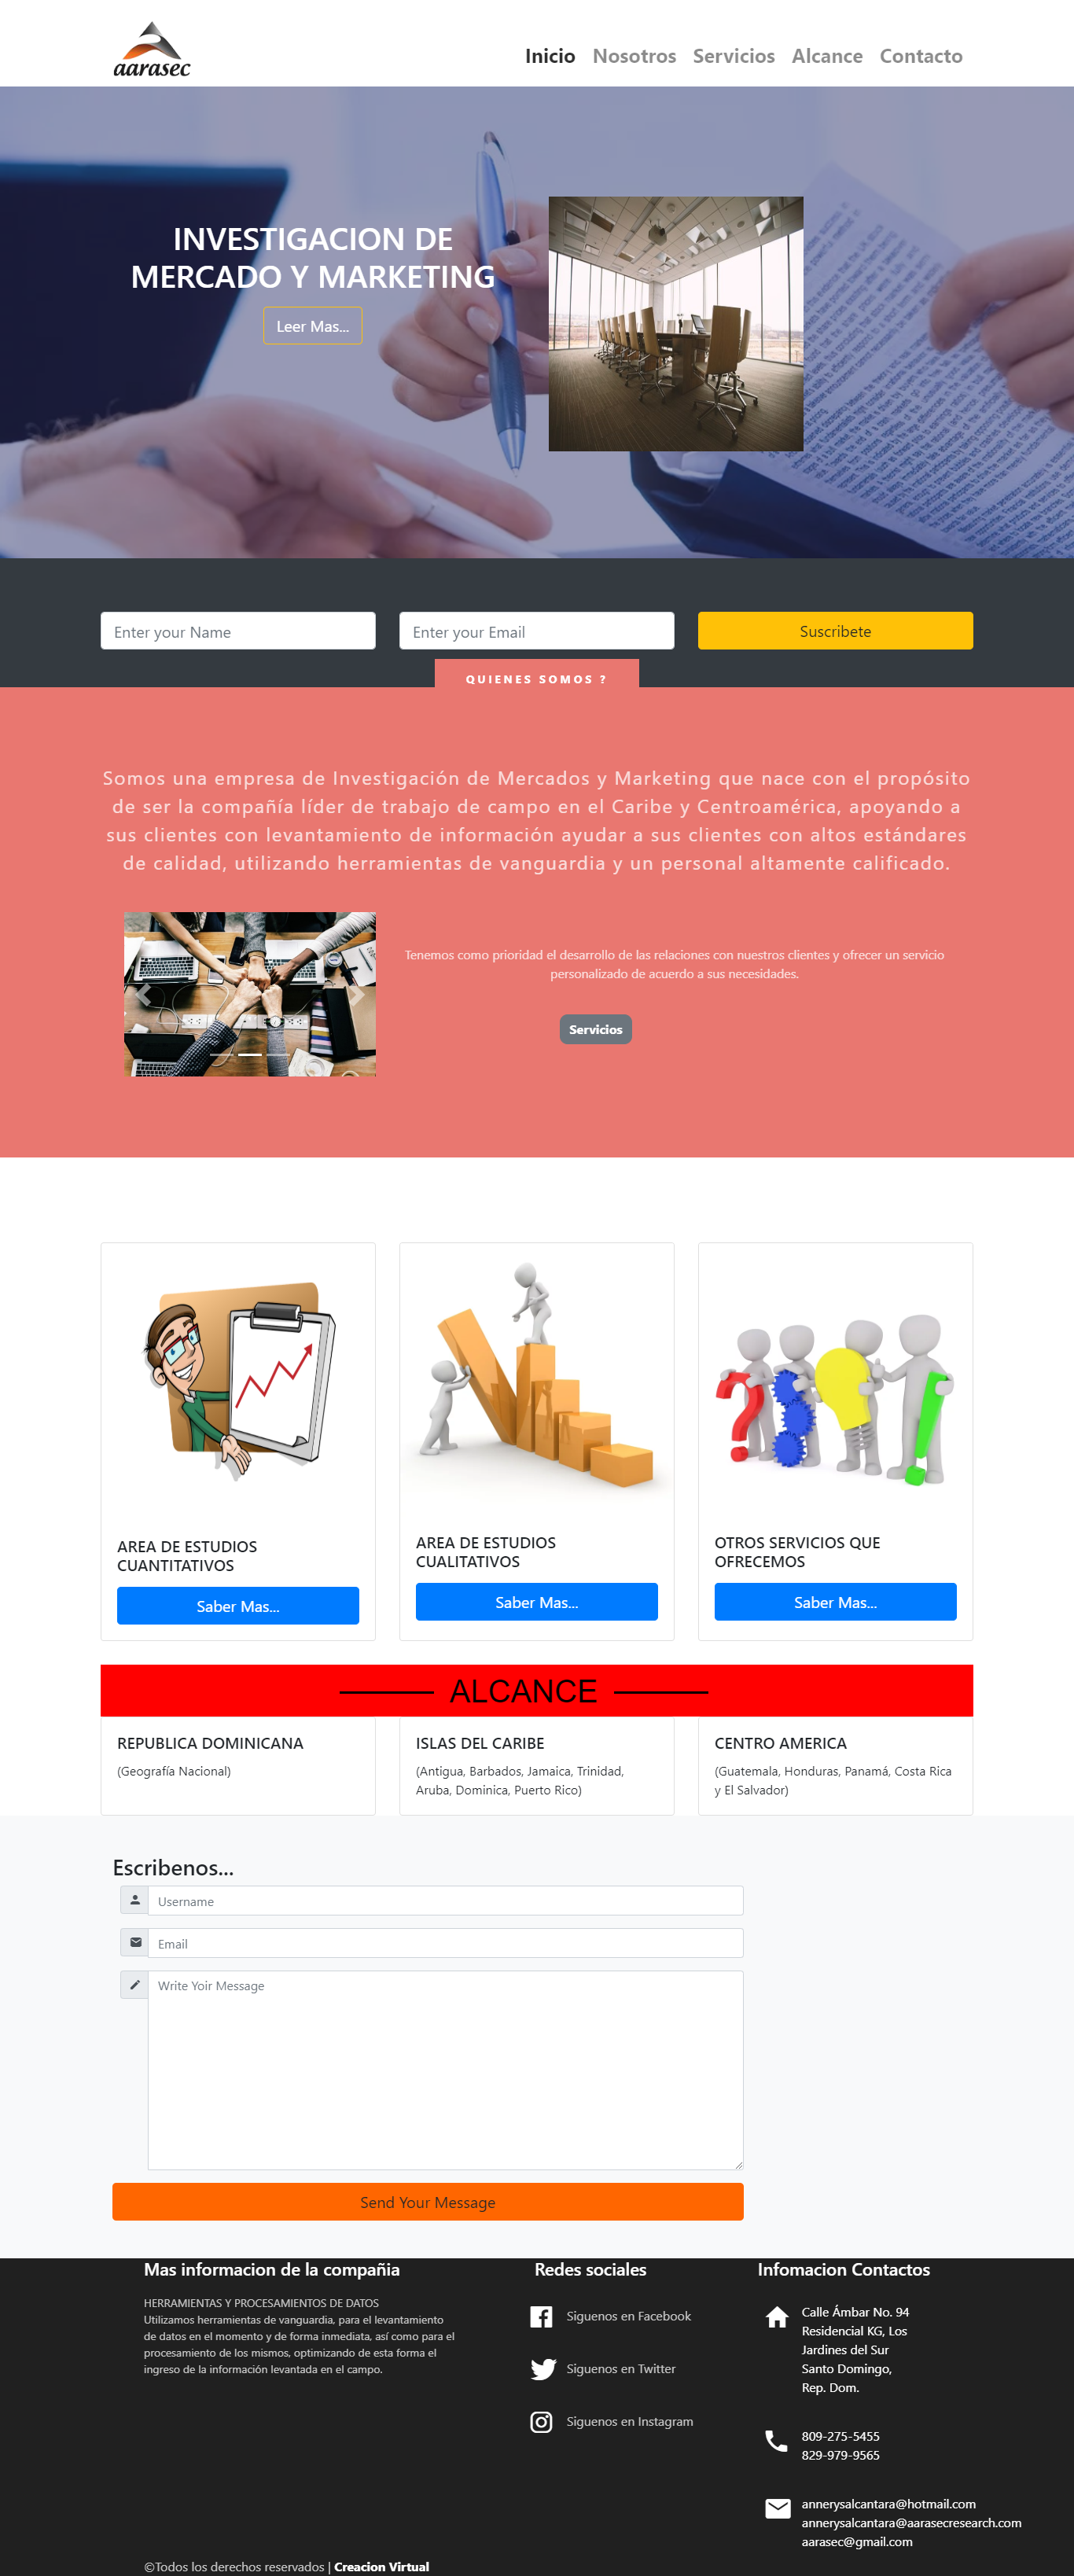 aarasec
Inicio Nosotros Servicios Alcance Contacto
INVESTIGACION DE
MERCADO Y MARKETING
Leer Mas...
Enter your Name
Enter your Email
Suscribete
QUIENES SOMOS ?
Somos una empresa de Investigación de Mercados y Marketing que nace con el propósito
de ser la compañía líder de trabajo de campo en el Caribe y Centroamérica, apoyando a
sus clientes con levantamiento de información ayudar a sus clientes con altos estándares
de calidad, utilizando herramientas de vanguardia y un personal altamente calificado.
Tenemos como prioridad el desarrollo de las relaciones con nuestros clientes y ofrecer un servicio
personalizado de acuerdo a sus necesidades.
Servicios
AREA DE ESTUDIOS
CUANTITATIVOS
Saber Mas...
AREA DE ESTUDIOS
CUALITATIVOS
Saber Mas...
OTROS SERVICIOS QUE
OFRECEMOS
Saber Mas...
ALCANCE
REPUBLICA DOMINICANA
(Geografía Nacional)
ISLAS DEL CARIBE
(Antigua, Barbados, Jamaica, Trinidad,
Aruba, Dominica, Puerto Rico)
CENTRO AMERICA
(Guatemala, Honduras, Panamá, Costa Rica
y El Salvador)
Escribenos...
Username
Email
Write Yoir Message
Send Your Message
Mas informacion de la compañia
HERRAMIENTAS Y PROCESAMIENTOS DE DATOS
Utilizamos herramientas de vanguardia, para el levantamiento
de datos en el momento y de forma inmediata, así como para el
procesamiento de los mismos, optimizando de esta forma el
ingreso de la información levantada en el campo.
Redes sociales
Siguenos en Facebook
Siguenos en Twitter
Siguenos en Instagram
Infomacion Contactos
Calle Ámbar No. 94
Residencial KG, Los
Jardines del Sur
Santo Domingo,
Rep. Dom.
809-275-5455
829-979-9565
annerysalcantara@hotmail.com
annerysalcantara@aarasecresearch.com
aarasec@gmail.com
©Todos los derechos reservados | Creacion Virtual